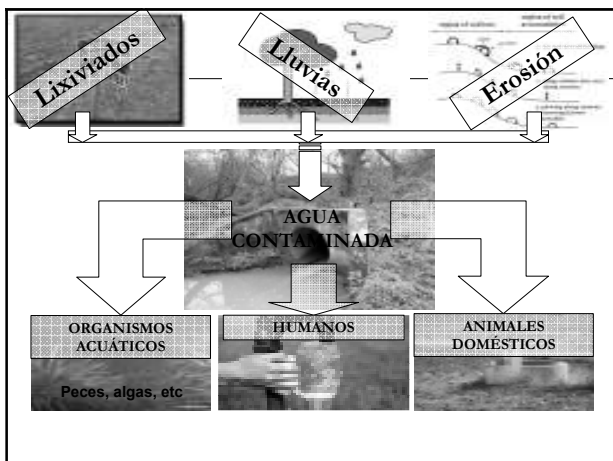 Lixiviados
Lluvias
Erosión
AGUA
CONTAMINADA
ORGANISMOS
ACUÁTICOS
HUMANOS
ANIMALES
DOMÉSTICOS
Peces, algas, etc